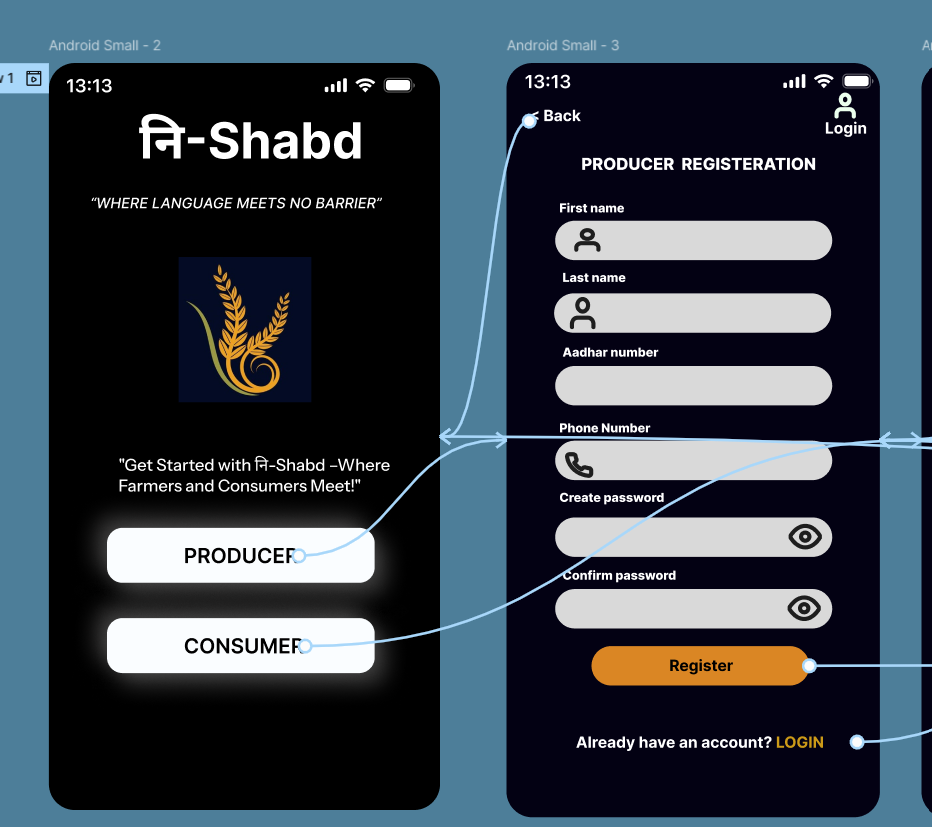 Android Small - 2
13:13
नि-Shabd
“WHERE LANGUAGE MEETS NO BARRIER”
"Get Started with नि-Shabd –Where
Farmers and Consumers Meet!"
PRODUCER
CONSUMER
Android Small - 3
13:13
< Back
Login
PRODUCER REGISTERATION
First name
Last name
Aadhar number
Phone Number
Create password
Confirm password
Register
Already have an account? LOGIN